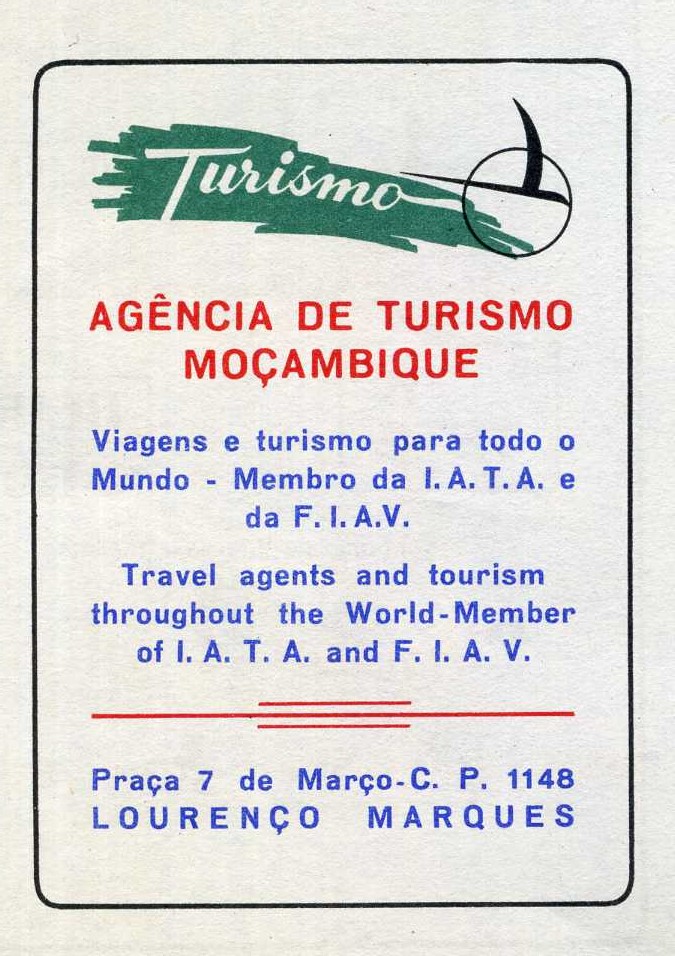 Turismo
AGÊNCIA DE TURISMO
MOÇAMBIQUE
Viagens e turismo para todo o
Mundo - Membro da I. A. T. A. e
da F. I. A.V.
Travel agents and tourism
throughout the World-Member
of I. A. T. A. and F. I. A. V.
Praça 7 de Março-C. P. 1148
LOURENÇO MARQUES